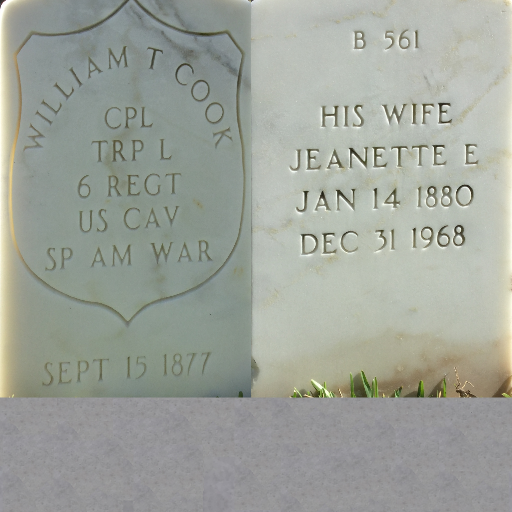 WILLIAM T COOK
CPL
TRP L
6 REGT
US CAV
SP AM WAR
SEPT 15 1877
B 561
HIS WIFE
JEANETTE E
JAN 14 1880
DEC 31 1968